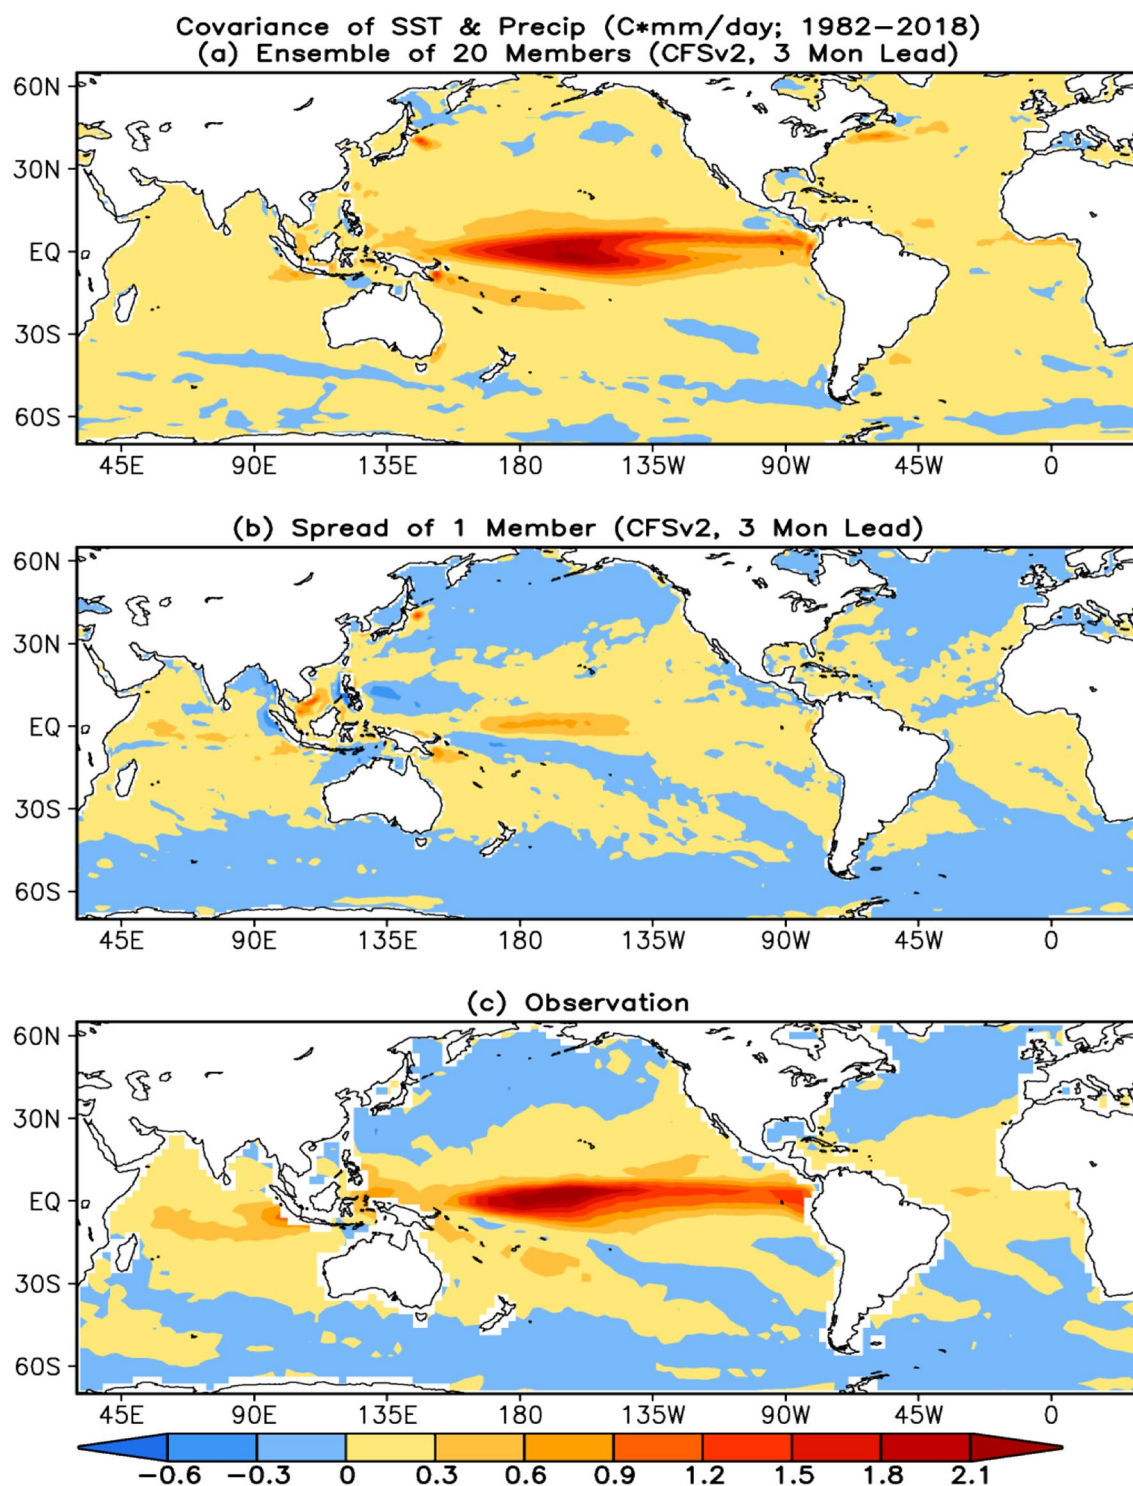 Covariance of SST & Precip (C*mm/day; 1982−2018)
(a) Ensemble of 20 Members (CFSv2, 3 Mon Lead)
60N
30N
EQ
30S
60S
45E 90E 135E 180 135W 90W 45W 0
(b) Spread of 1 Member (CFSv2, 3 Mon Lead)
60N
30N
EQ
30S
60S
45E 90E 135E 180 135W 90W 45W 0
(c) Observation
60N
30N
EQ
30S
60S
45E 90E 135E 180 135W 90W 45W 0
−0.6 −0.3 0 0.3 0.6 0.9 1.2 1.5 1.8 2.1